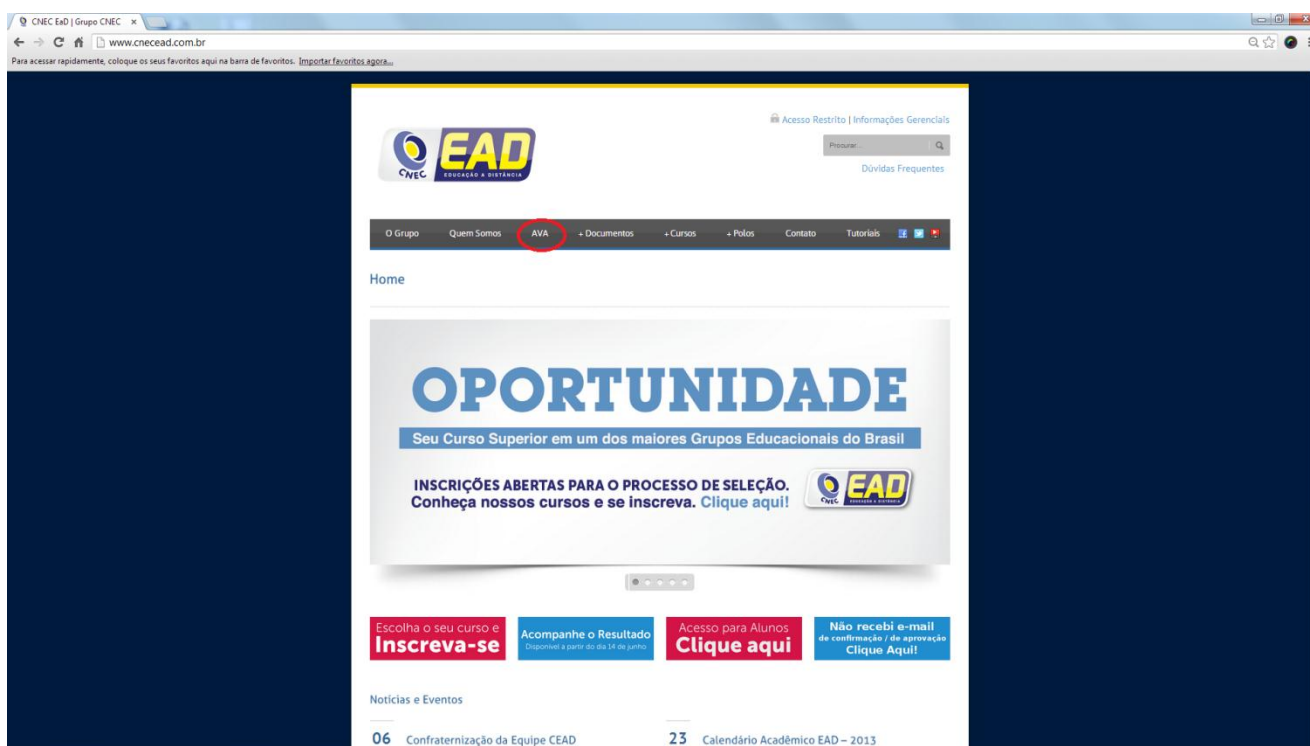 CNEC EaD | Grupo CNEC
www.cnecead.com.br
Para acessar rapidamente, coloque os seus favoritos aqui na barra de favoritos. Importar favoritos agora...
Acesso Restrito | Informações Gerenciais
CNEC
EAD
EDUCAÇÃO A DISTÂNCIA
Procurar...
Dúvidas Frequentes
O Grupo Quem Somos AVA + Documentos + Cursos + Polos Contato Tutoriais
Home
OPORTUNIDADE
Seu Curso Superior em um dos maiores Grupos Educacionais do Brasil
INSCRIÇÕES ABERTAS PARA O PROCESSO DE SELEÇÃO.
Conheça nossos cursos e se inscreva. Clique aqui!
CNEC
EAD
EDUCAÇÃO A DISTÂNCIA
Escolha o seu curso e
Inscreva-se
Acompanhe o Resultado
Disponível a partir do dia 14 de junho
Acesso para Alunos
Clique aqui
Não recebi e-mail
de confirmação / de aprovação
Clique Aqui!
Notícias e Eventos
06 Confraternização da Equipe CEAD
23 Calendário Acadêmico EAD – 2013